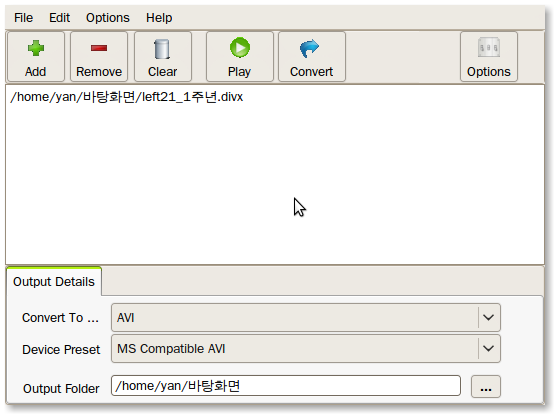 File Edit Options Help
Add Remove Clear Play Convert Options
/home/yan/바탕화면/left21_1주년.divx
Output Details
Convert To ... AVI
Device Preset MS Compatible AVI
Output Folder /home/yan/바탕화면 ...